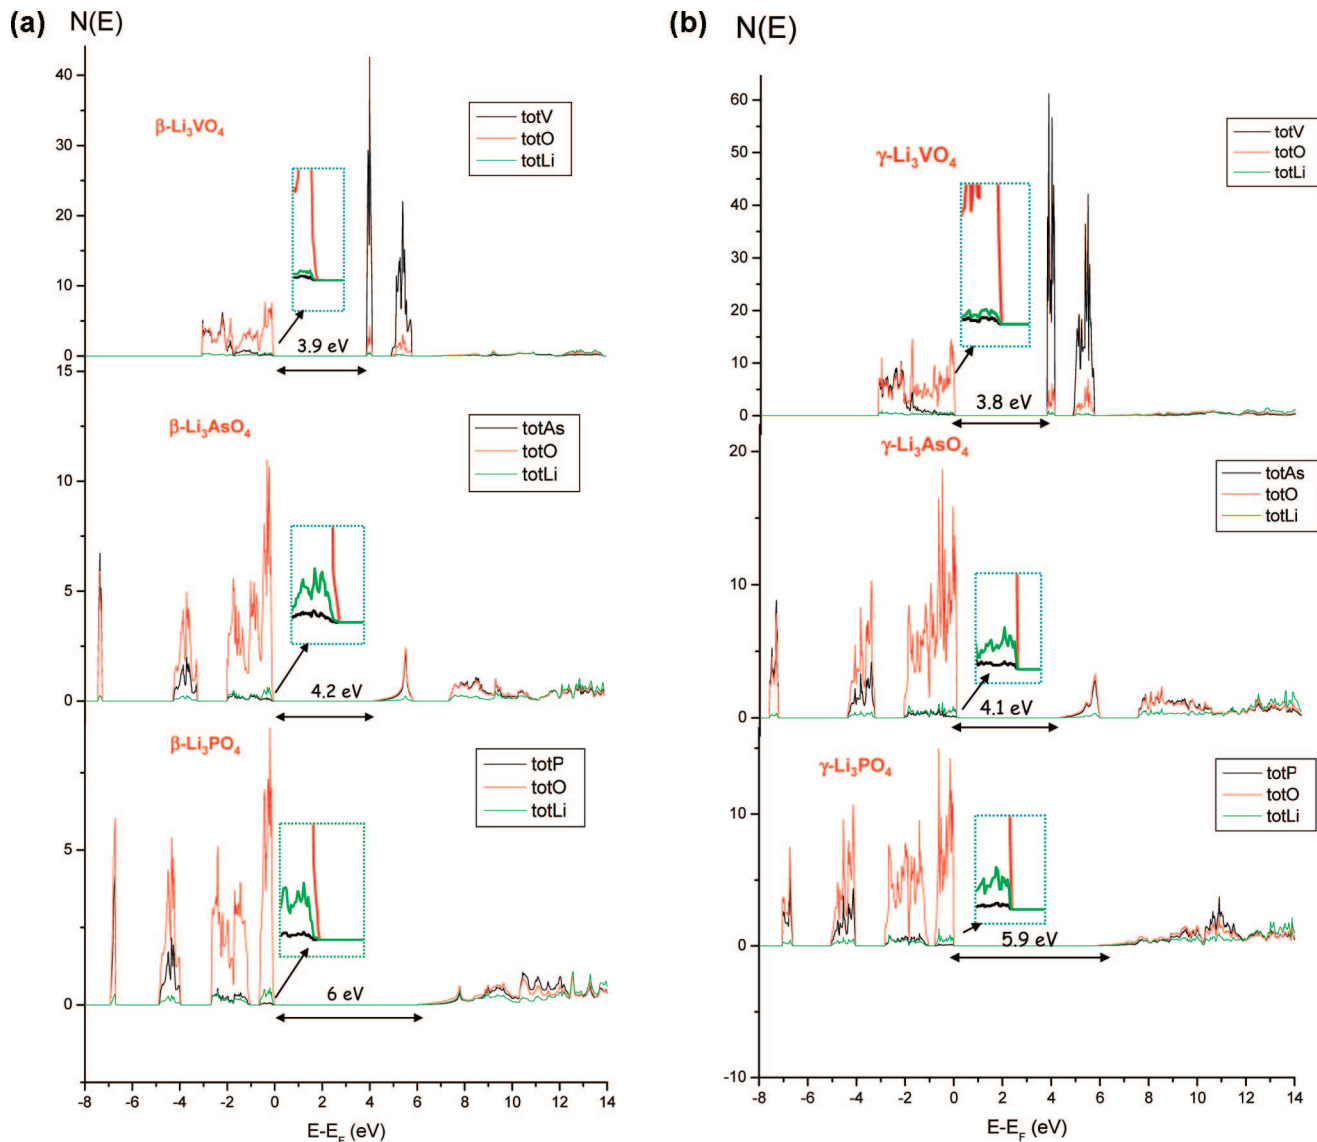 (a) N(E)
40
30
20
10
0
β-Li3VO4
totV
totO
totLi
3.9 eV
15
10
5
0
β-Li3AsO4
totAs
totO
totLi
4.2 eV
5
0
β-Li3PO4
totP
totO
totLi
6 eV
-8 -6 -4 -2 0 2 4 6 8 10 12 14
E-EF (eV)
(b) N(E)
60
50
40
30
20
10
0
γ-Li3VO4
totV
totO
totLi
3.8 eV
20
10
0
γ-Li3AsO4
totAs
totO
totLi
4.1 eV
10
0
-10
γ-Li3PO4
totP
totO
totLi
5.9 eV
-8 -6 -4 -2 0 2 4 6 8 10 12 14
E-EF (eV)